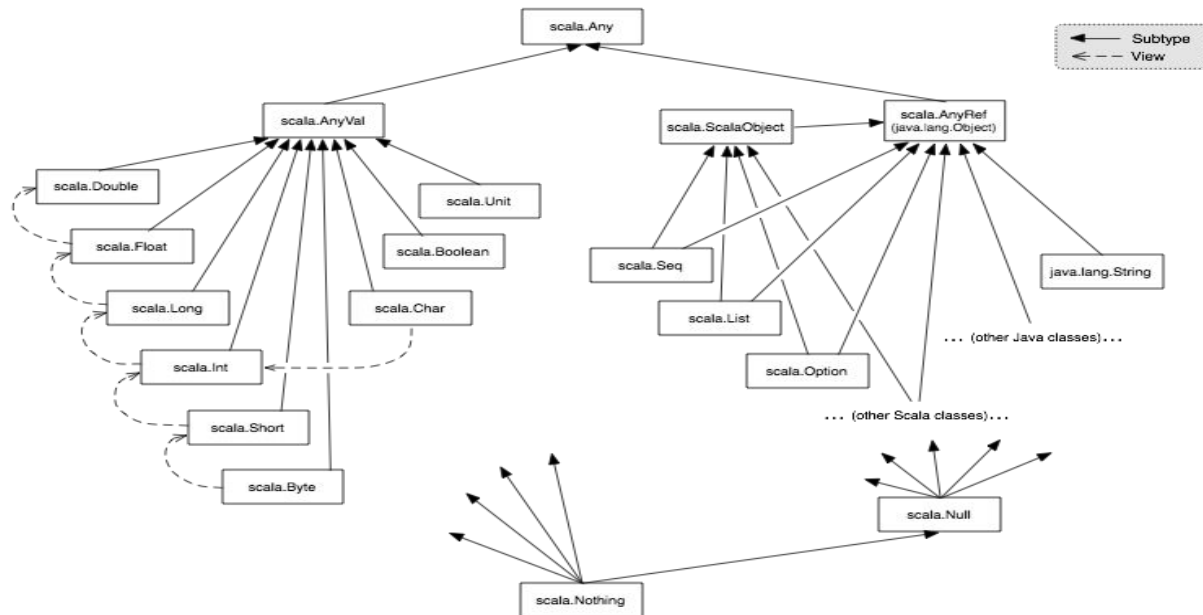 scala.Any
Subtype
View
scala.AnyVal
scala.ScalaObject
scala.AnyRef
(java.lang.Object)
scala.Double
scala.Unit
scala.Float
scala.Boolean
scala.Seq
java.lang.String
scala.Long
scala.Char
scala.List
... (other Java classes)...
scala.Int
scala.Option
... (other Scala classes)...
scala.Short
scala.Byte
scala.Null
scala.Nothing